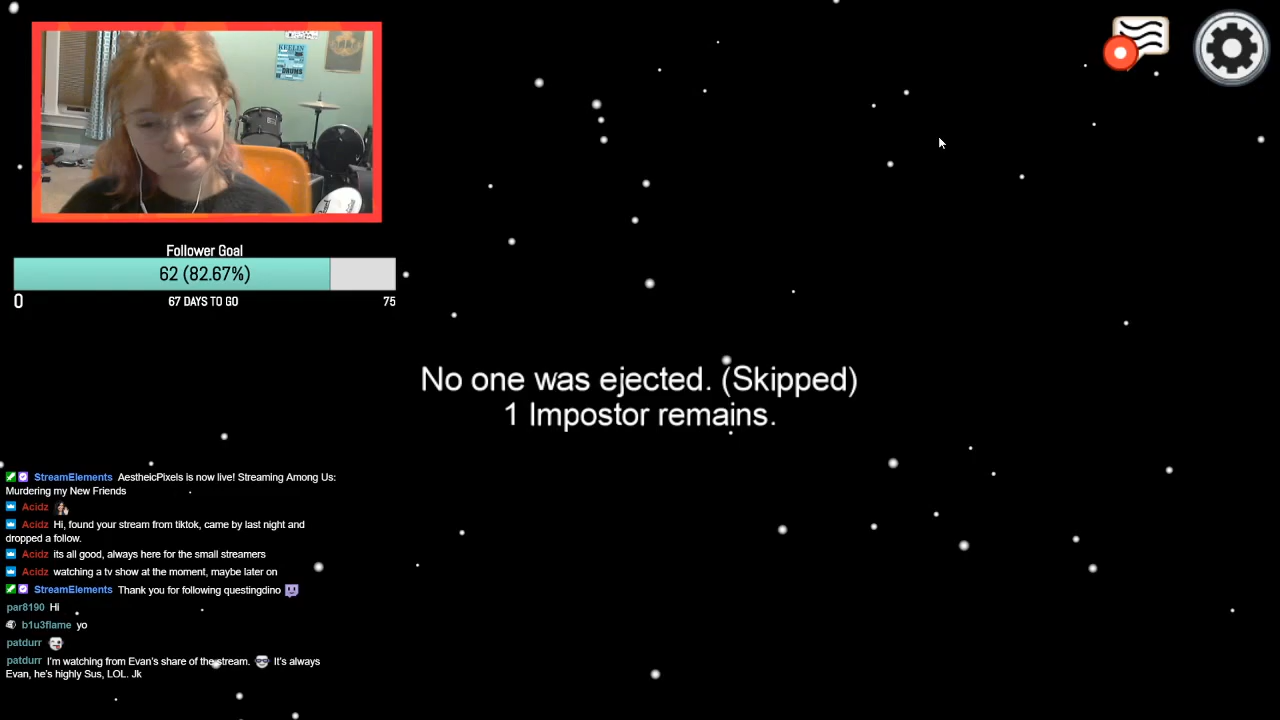 KEELIN
DRUMS
Follower Goal
62 (82.67%)
0 67 DAYS TO GO 75
No one was ejected. (Skipped)
1 Impostor remains.
StreamElements AestheicPixels is now live! Streaming Among Us:
Murdering my New Friends
Acidz
Acidz Hi, found your stream from tiktok, came by last night and
dropped a follow.
Acidz its all good, always here for the small streamers
Acidz watching a tv show at the moment, maybe later on
StreamElements Thank you for following questingdino
par8190 Hi
b1u3flame yo
patdurr
patdurr I'm watching from Evan's share of the stream. It's always
Evan, he's highly Sus, LOL. Jk